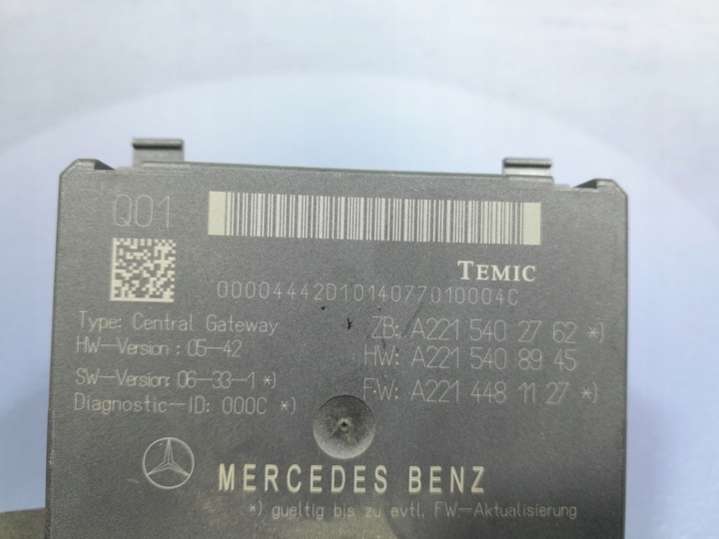 Q01
TEMIC
00004442D10140770100004C
Type: Central Gateway
ZB: A221 540 27 62 *)
HW-Version : 05-42
HW: A221 540 89 45
SW-Version: 06-33-1 *)
F.W: A221 448 11 27 *)
Diagnostic-ID: 000C *)
MERCEDES BENZ
*) gueltig bis zu evtl. FW.-Aktualisierung